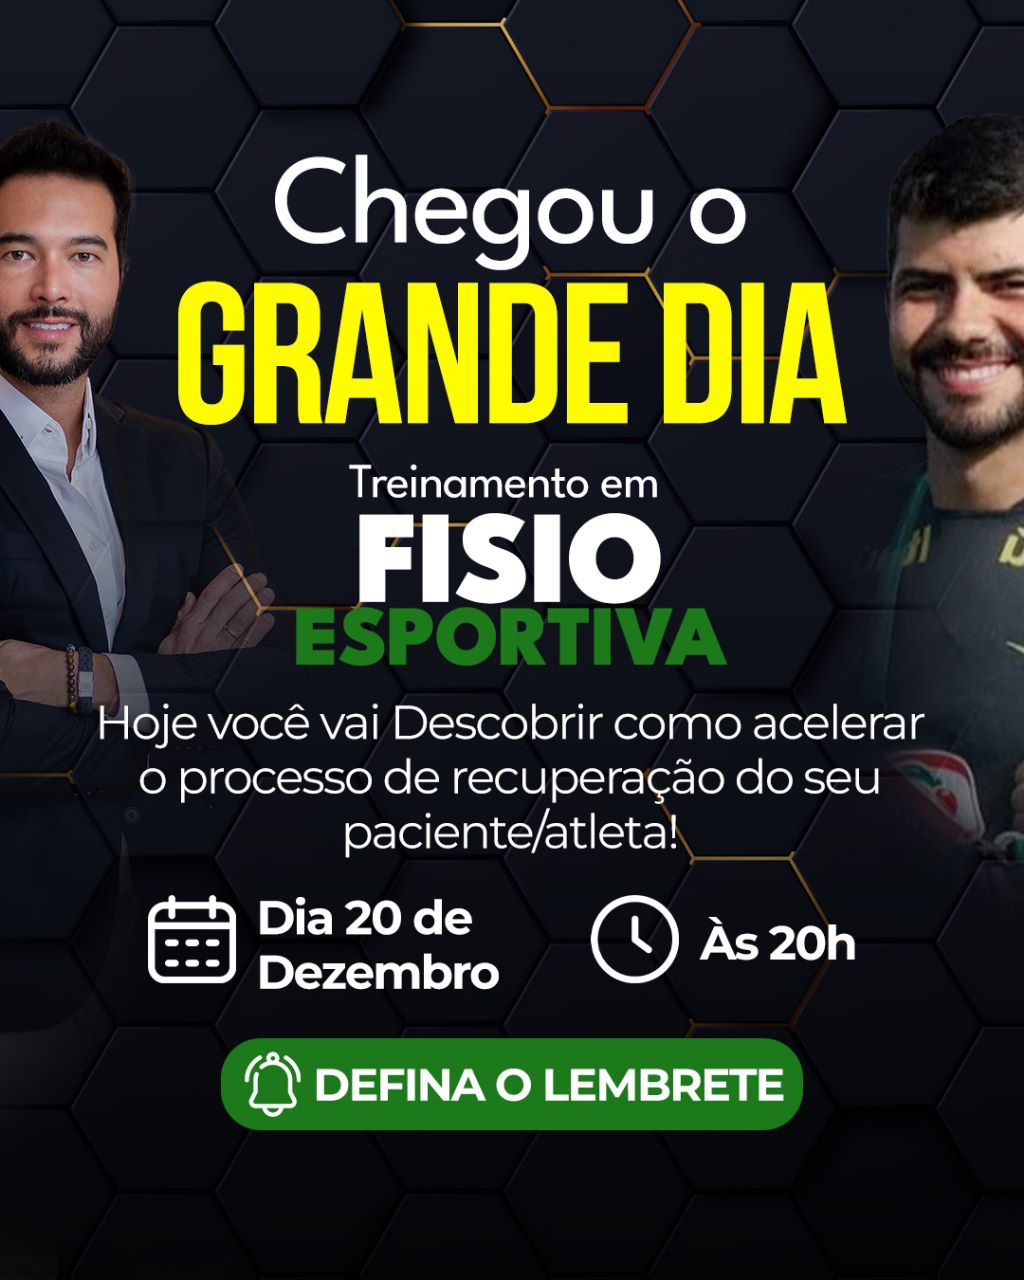 Chegou o
GRANDE DIA
Treinamento em
FISIO
ESPORTIVA
Hoje você vai Descobrir como acelerar
o processo de recuperação do seu
paciente/atleta!
Dia 20 de
Dezembro
Às 20h
DEFINA O LEMBRETE